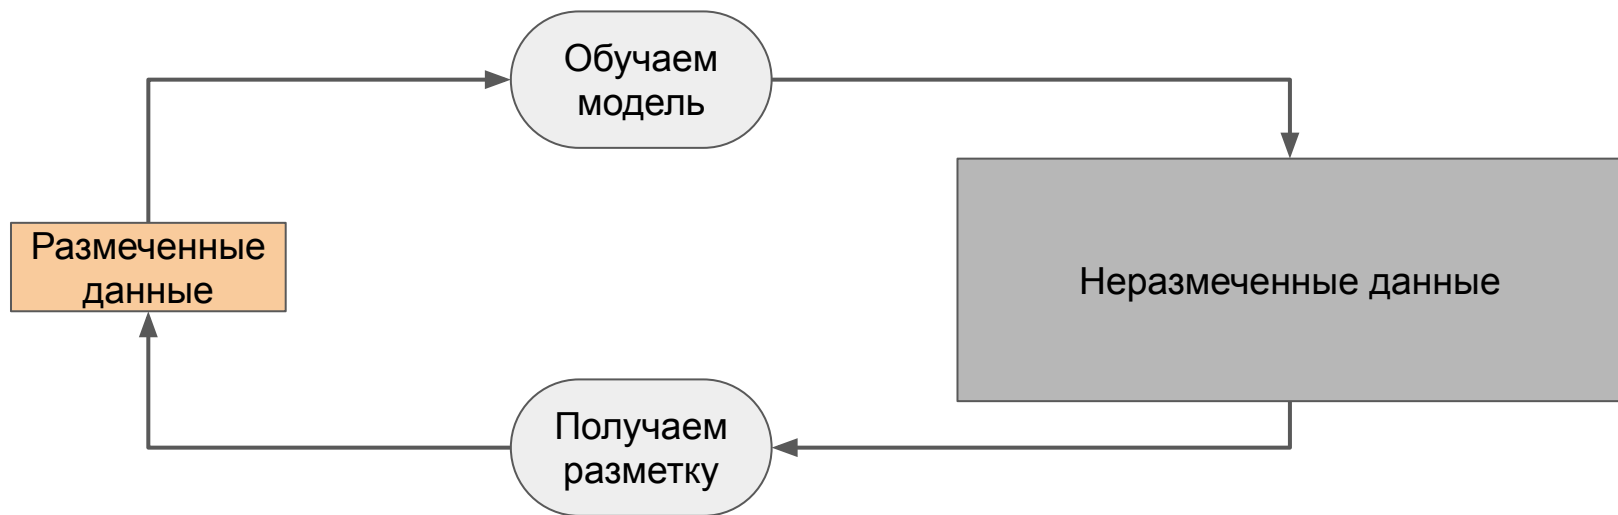 Обучаем
модель
Размеченные
данные
Неразмеченные данные
Получаем
разметку